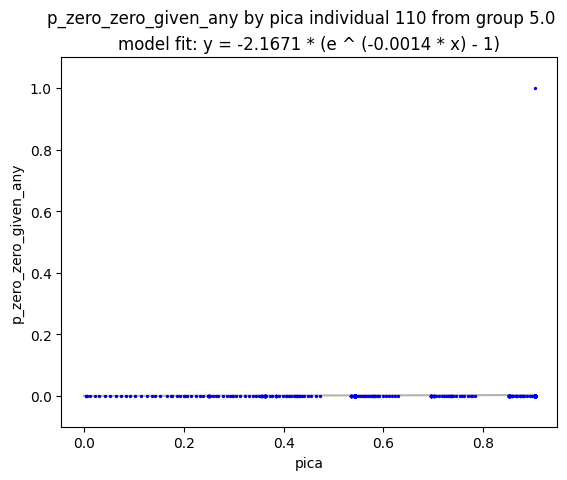 p_zero_zero_given_any by pica individual 110 from group 5.0
model fit: y = -2.1671 * (e ^ (-0.0014 * x) - 1)
1.0
0.8
0.6
0.4
0.2
0.0
p_zero_zero_given_any
0.0 0.2 0.4 0.6 0.8
pica